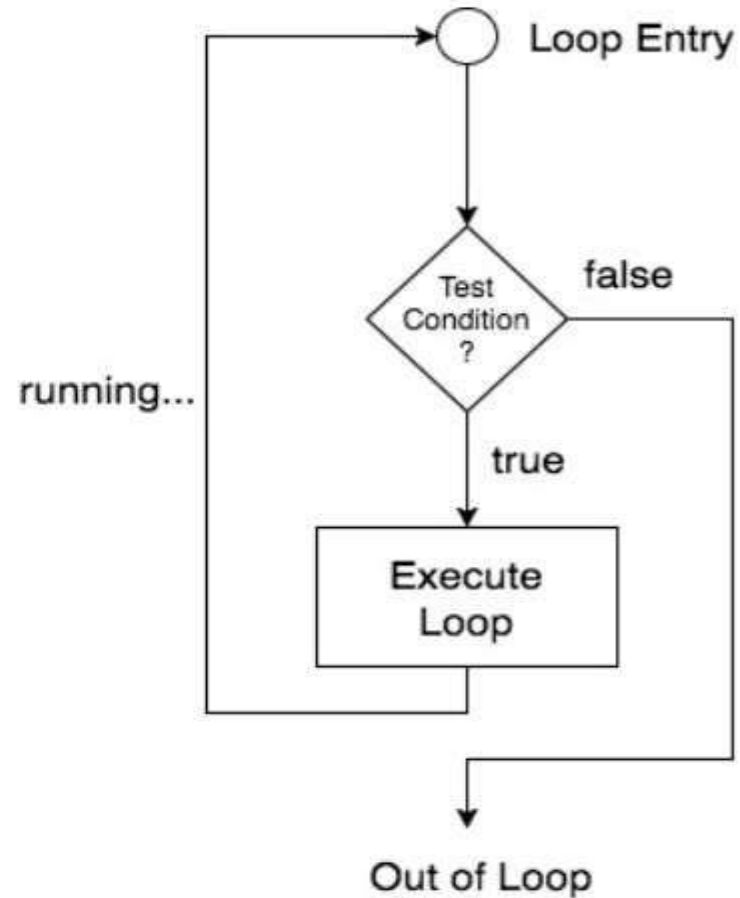 Loop Entry
Test
Condition
?
false
running...
true
Execute
Loop
Out of Loop